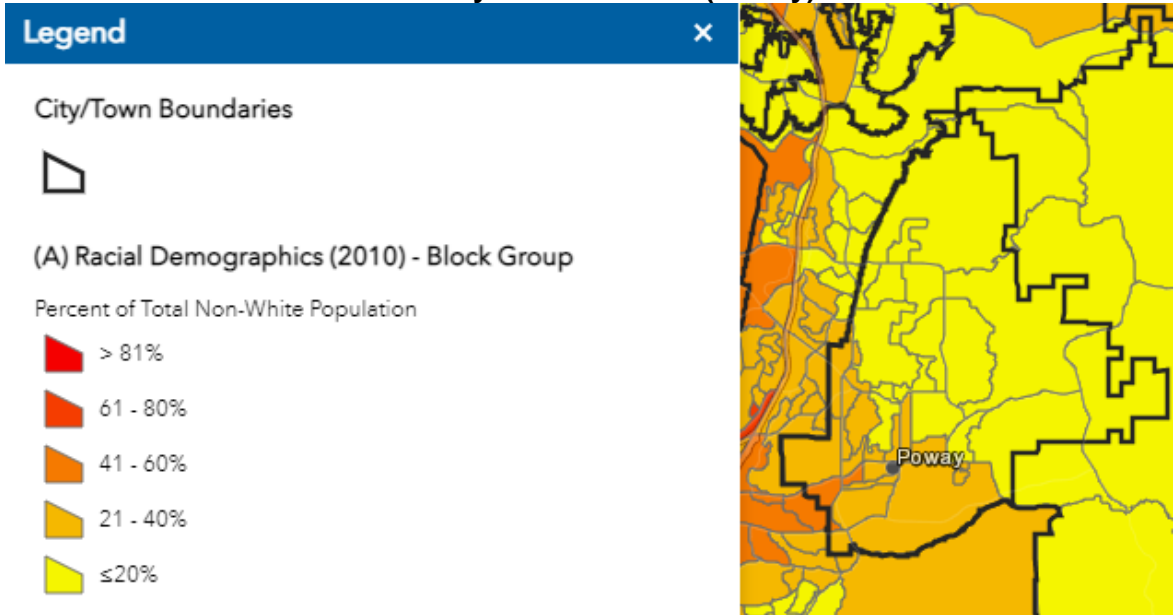 Legend ×
City/Town Boundaries
(A) Racial Demographics (2010) - Block Group
Percent of Total Non-White Population
> 81%
61 - 80%
41 - 60%
21 - 40%
≤20%
Poway